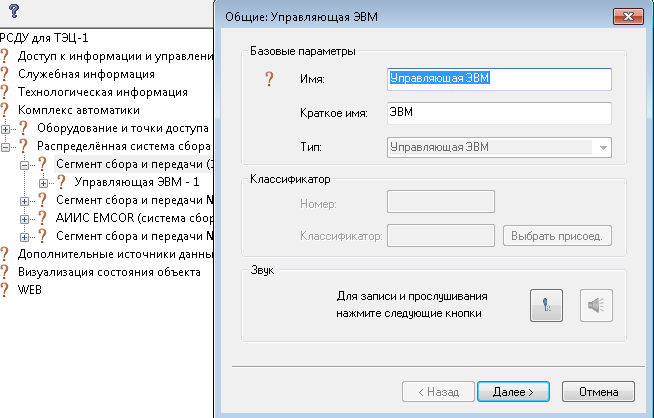 РСДУ для ТЭЦ-1
Доступ к информации и управлени
Служебная информация
Технологическая информация
Комплекс автоматики
Оборудование и точки доступа
Распределённая система сбора
Сегмент сбора и передачи (
Управляющая ЭВМ - 1
Сегмент сбора и передачи N
АИИС EMCOR (система сбор
Сегмент сбора и передачи N
Дополнительные источники данны
Визуализация состояния объекта
WEB
Общие: Управляющая ЭВМ
Базовые параметры
Имя: Управляющая ЭВМ
Краткое имя: ЭВМ
Тип: Управляющая ЭВМ
Классификатор
Номер:
Классификатор: Выбрать присоед.
Звук
Для записи и прослушивания
нажмите следующие кнопки
< Назад Далее > Отмена